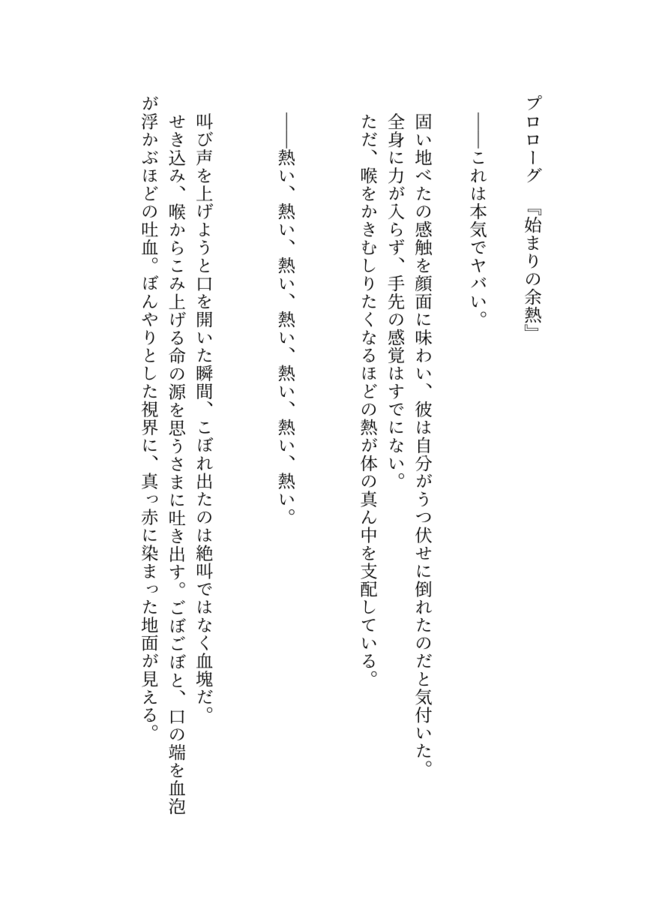 プロローグ　『始まりの余熱』
――これは本気でヤバい。
固い地べたの感触を顔面に味わい、彼は自分がうつ伏せに倒れたのだと気付いた。
全身に力が入らず、手先の感覚はすでにない。
ただ、喉をかきむしりたくなるほどの熱が体の真ん中を支配している。
――熱い、熱い、熱い、熱い、熱い、熱い、熱い。
叫び声を上げようと口を開いた瞬間、こぼれ出たのは絶叫ではなく血塊だ。
せき込み、喉からこみ上げる命の源を思うさまに吐き出す。ごぼごぼと、口の端を血泡
が浮かぶほどの吐血。ぼんやりとした視界に、真っ赤に染まった地面が見える。